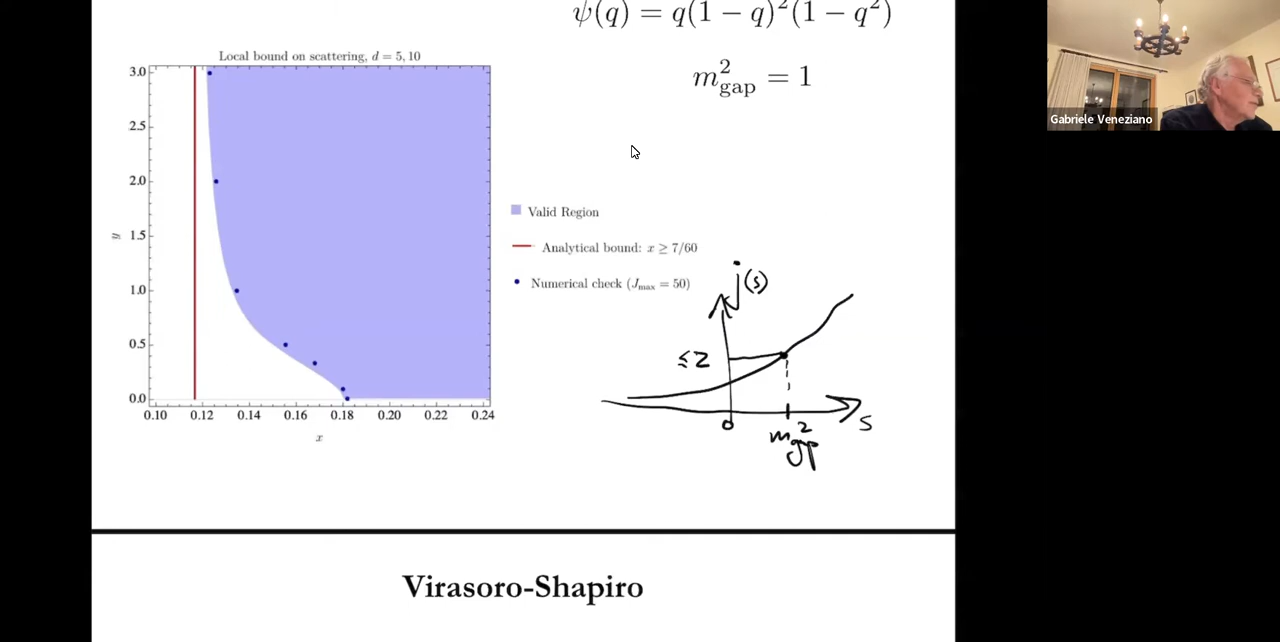 ψ(q) = q(1 − q)²(1 − q²)
m²gap = 1
Gabriele Veneziano
Local bound on scattering, d = 5, 10
3.0
2.5
2.0
1.5
1.0
0.5
0.0
y
0.10 0.12 0.14 0.16 0.18 0.20 0.22 0.24
x
Valid Region
Analytical bound: x ≥ 7/60
Numerical check (Jmax = 50)
j(s)
≤2
0
s
m²gap
Virasoro-Shapiro